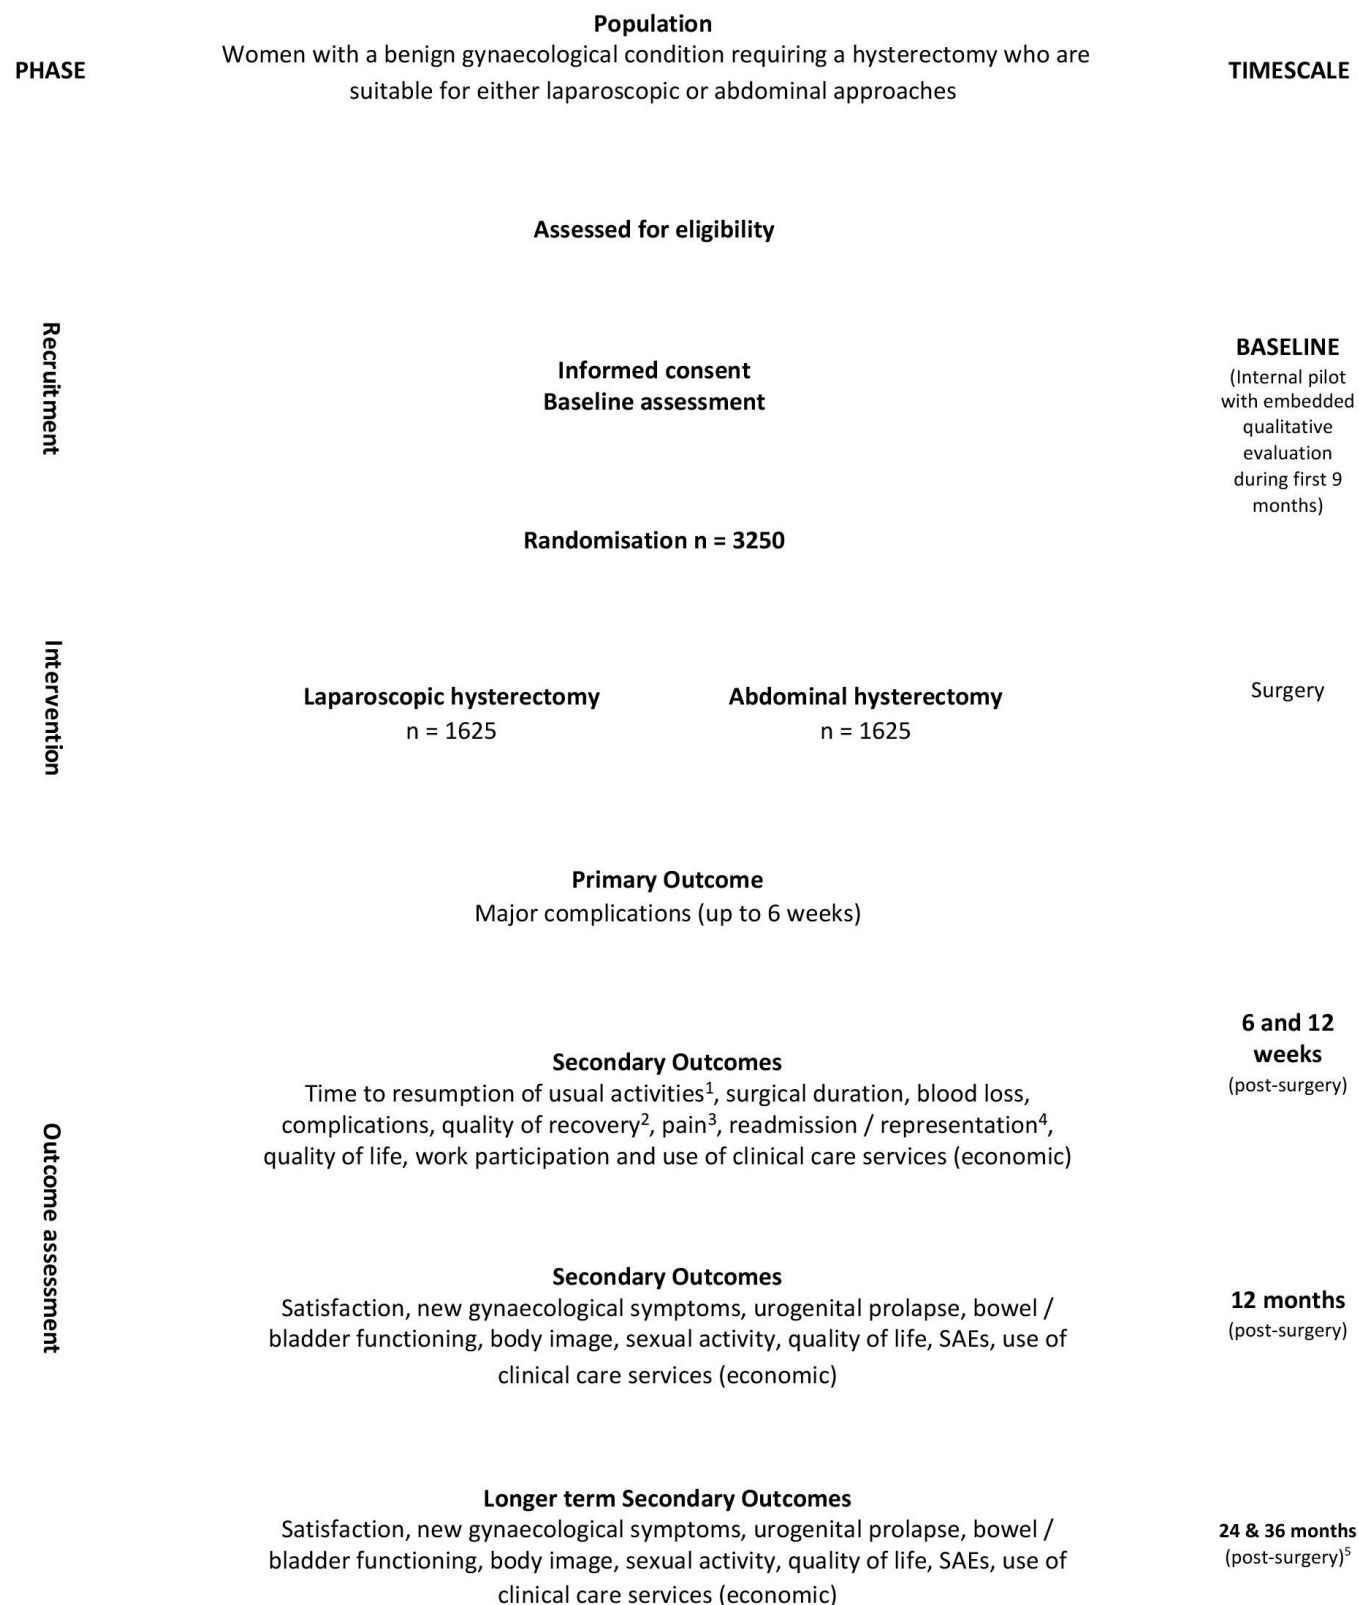 Population
PHASE
Women with a benign gynaecological condition requiring a hysterectomy who are
suitable for either laparoscopic or abdominal approaches
TIMESCALE
Assessed for eligibility
Recruitment
Informed consent
Baseline assessment
BASELINE
(Internal pilot
with embedded
qualitative
evaluation
during first 9
months)
Randomisation n = 3250
Intervention
Laparoscopic hysterectomy
n = 1625
Abdominal hysterectomy
n = 1625
Surgery
Primary Outcome
Major complications (up to 6 weeks)
Outcome assessment
6 and 12
weeks
(post-surgery)
Secondary Outcomes
Time to resumption of usual activities¹, surgical duration, blood loss,
complications, quality of recovery², pain³, readmission / representation⁴,
quality of life, work participation and use of clinical care services (economic)
Secondary Outcomes
Satisfaction, new gynaecological symptoms, urogenital prolapse, bowel /
bladder functioning, body image, sexual activity, quality of life, SAEs, use of
clinical care services (economic)
12 months
(post-surgery)
Longer term Secondary Outcomes
Satisfaction, new gynaecological symptoms, urogenital prolapse, bowel /
bladder functioning, body image, sexual activity, quality of life, SAEs, use of
clinical care services (economic)
24 & 36 months
(post-surgery)⁵